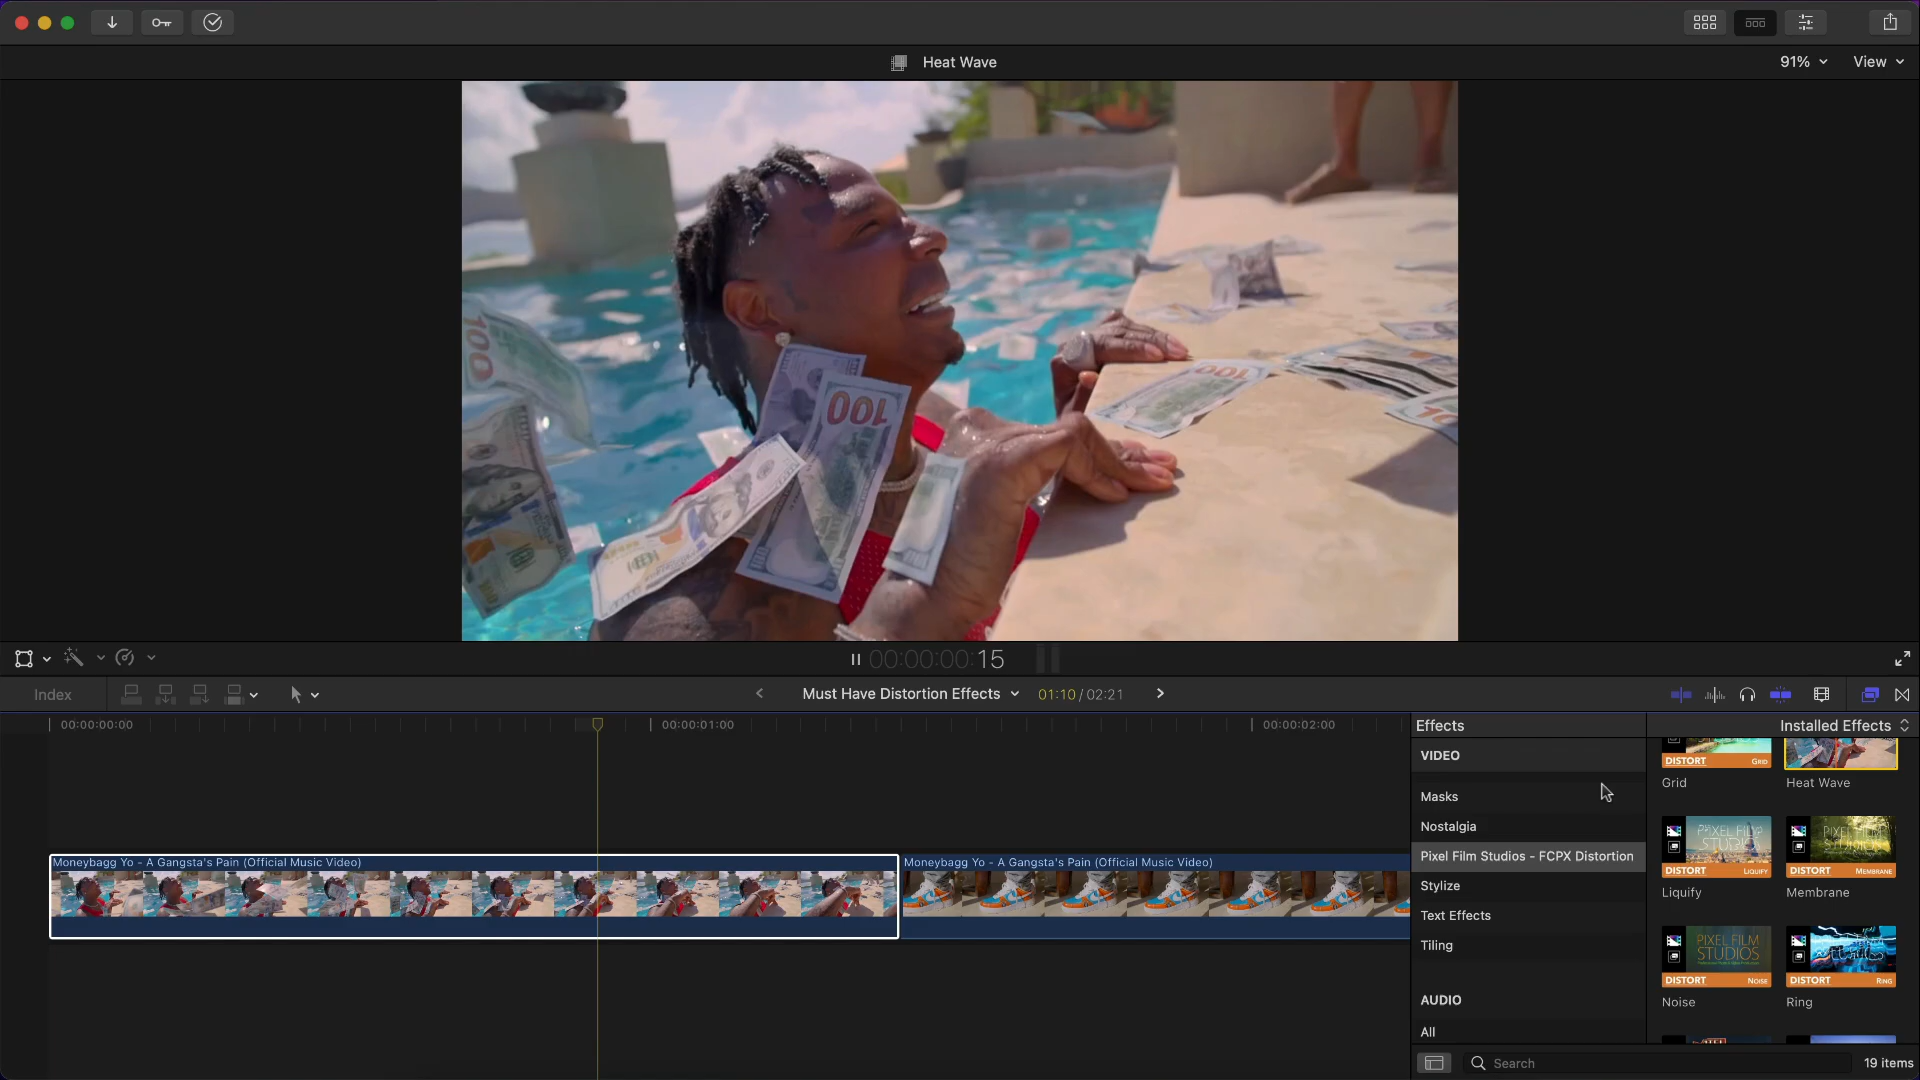 Heat Wave
91%
View
100
100
100
00:00:00:15
Index
Must Have Distortion Effects
01:10 / 02:21
00:00:00:00
00:00:01:00
00:00:02:00
Effects
Installed Effects
VIDEO
Masks
Nostalgia
Pixel Film Studios - FCPX Distortion
Stylize
Text Effects
Tiling
AUDIO
All
DISTORT GRID
Grid
Heat Wave
PIXEL FILM
STUDIOS
DISTORT LIQUIFY
Liquify
PIXEL FILM
STUDIOS
DISTORT MEMBRANE
Membrane
PIXEL FILM
STUDIOS
DISTORT NOISE
Noise
DISTORT RING
Ring
Moneybagg Yo - A Gangsta's Pain (Official Music Video)
Moneybagg Yo - A Gangsta's Pain (Official Music Video)
Search
19 items